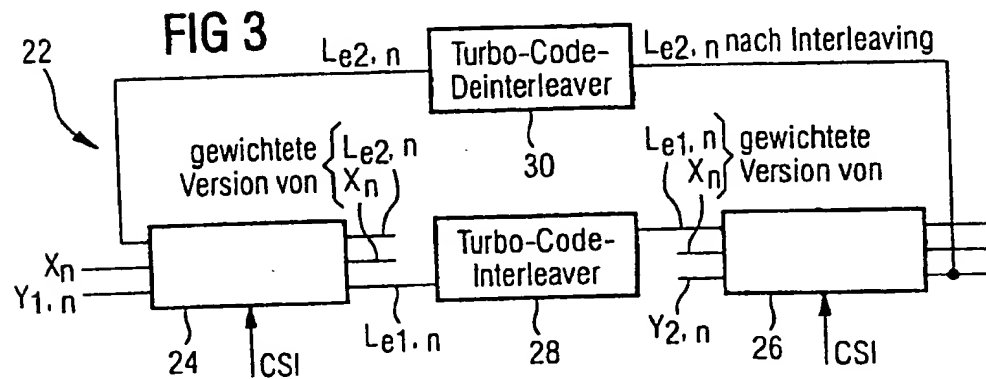 FIG 3
22
Le2, n
Turbo-Code-
Deinterleaver
Le2, n nach Interleaving
30
gewichtete
Version von
Le2, n
Xn
Le1, n
Xn
gewichtete
Version von
Xn
Y1, n
Turbo-Code-
Interleaver
24
CSI
Le1, n
28
Y2, n
26
CSI